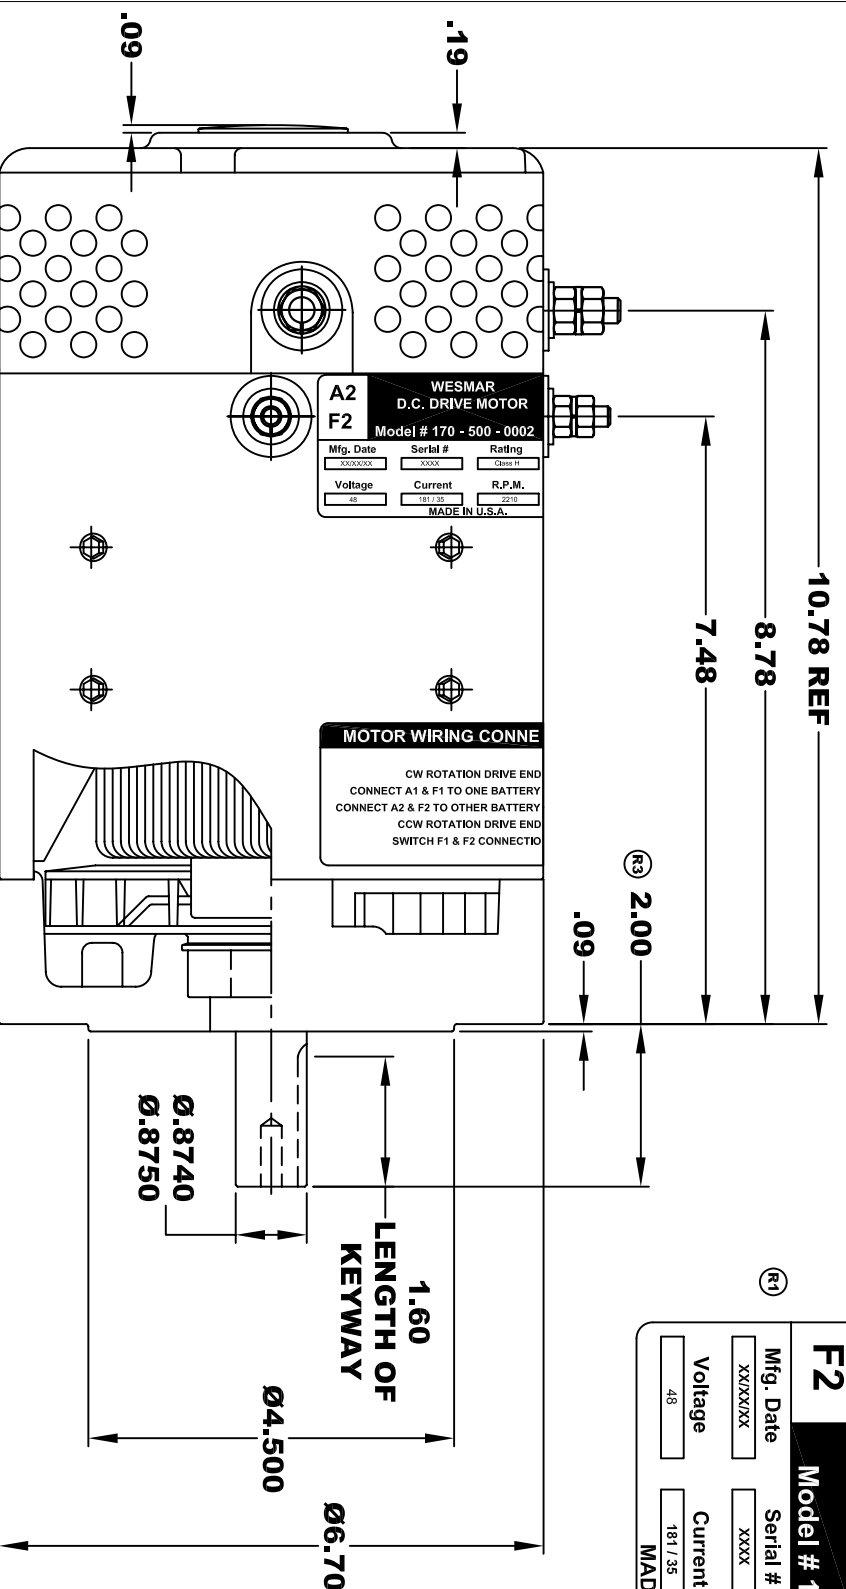 .09
.19
10.78 REF
8.78
7.48
A2
F2
WESMAR
D.C. DRIVE MOTOR
Model # 170 - 500 - 0002
Mfg. Date
Serial #
Rating
XX/XX/XX
XXXX
Class H
Voltage
Current
R.P.M.
48
181 / 35
2210
MADE IN U.S.A.
MOTOR WIRING CONNE
CW ROTATION DRIVE END
CONNECT A1 & F1 TO ONE BATTERY
CONNECT A2 & F2 TO OTHER BATTERY
CCW ROTATION DRIVE END
SWITCH F1 & F2 CONNECTIO
R3
2.00
.09
Ø.8740
Ø.8750
1.60
LENGTH OF
KEYWAY
Ø4.500
Ø6.70
R1
F2
Model # 1
Mfg. Date
Serial #
XX/XX/XX
XXXX
Voltage
Current
48
181 / 35
MAD